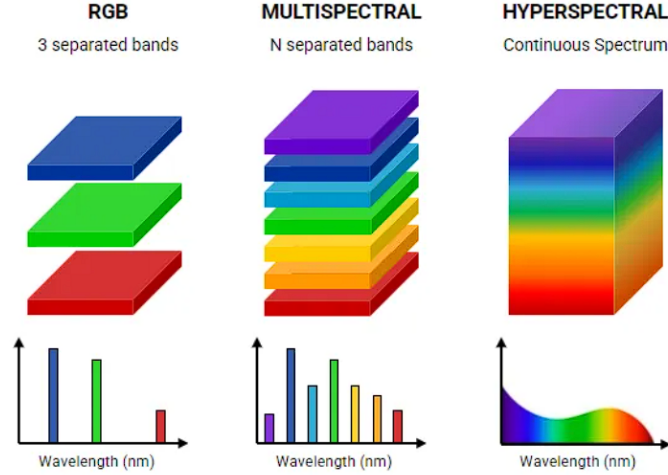 RGB
3 separated bands
MULTISPECTRAL
N separated bands
HYPERSPECTRAL
Continuous Spectrum
Wavelength (nm)
Wavelength (nm)
Wavelength (nm)